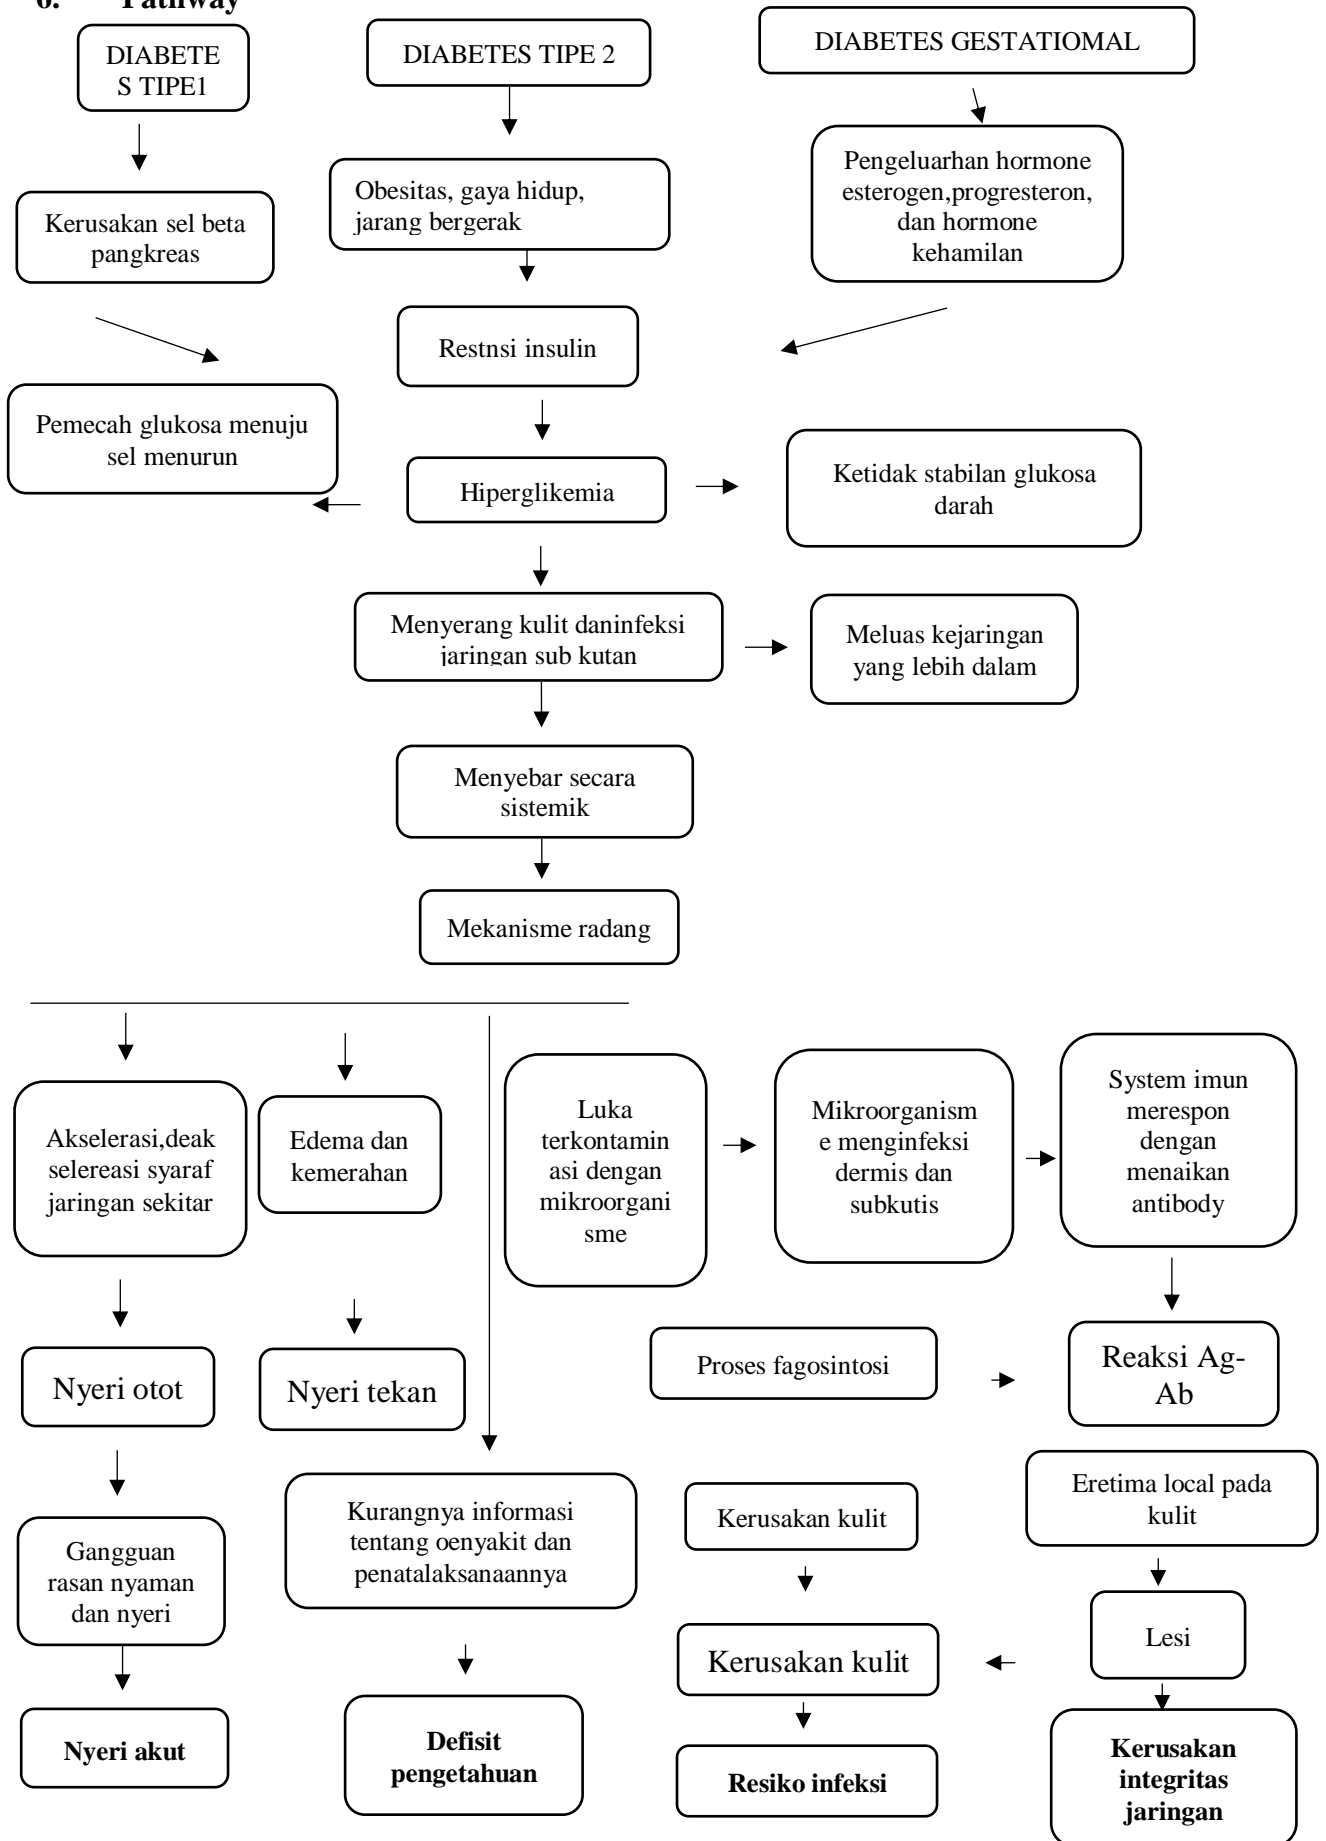 6. Pathway
DIABETE
S TIPE1
DIABETES TIPE 2
DIABETES GESTATIOMAL
Kerusakan sel beta
pangkreas
Obesitas, gaya hidup,
jarang bergerak
Pengeluarhan hormone
esterogen,progresteron,
dan hormone
kehamilan
Restnsi insulin
Pemecah glukosa menuju
sel menurun
Hiperglikemia
Ketidak stabilan glukosa
darah
Menyerang kulit daninfeksi
jaringan sub kutan
Meluas kejaringan
yang lebih dalam
Menyebar secara
sistemik
Mekanisme radang
Akselerasi,deak
selereasi syaraf
jaringan sekitar
Edema dan
kemerahan
Luka
terkontamin
asi dengan
mikroorgani
sme
Mikroorganism
e menginfeksi
dermis dan
subkutis
System imun
merespon
dengan
menaikan
antibody
Nyeri otot
Nyeri tekan
Proses fagosintosi
Reaksi Ag-
Ab
Gangguan
rasan nyaman
dan nyeri
Kurangnya informasi
tentang oenyakit dan
penatalaksanaannya
Kerusakan kulit
Eretima local pada
kulit
Kerusakan kulit
Lesi
Nyeri akut
Defisit
pengetahuan
Resiko infeksi
Kerusakan
integritas
jaringan